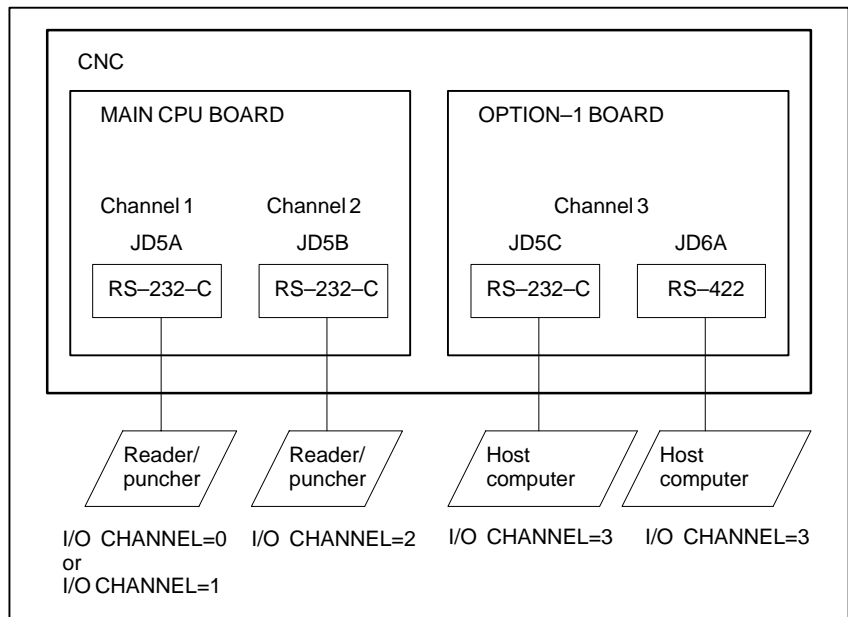 CNC
MAIN CPU BOARD
OPTION–1 BOARD
Channel 1
Channel 2
Channel 3
JD5A
JD5B
JD5C
JD6A
RS–232–C
RS–232–C
RS–232–C
RS–422
Reader/
puncher
Reader/
puncher
Host
computer
Host
computer
I/O CHANNEL=0
or
I/O CHANNEL=1
I/O CHANNEL=2
I/O CHANNEL=3
I/O CHANNEL=3